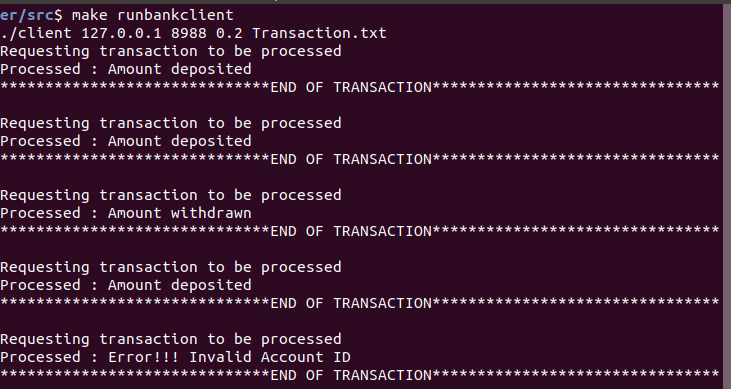 er/src$ make runbankclient
./client 127.0.0.1 8988 0.2 Transaction.txt
Requesting transaction to be processed
Processed : Amount deposited
******************************END OF TRANSACTION********************************
Requesting transaction to be processed
Processed : Amount deposited
******************************END OF TRANSACTION********************************
Requesting transaction to be processed
Processed : Amount withdrawn
******************************END OF TRANSACTION********************************
Requesting transaction to be processed
Processed : Amount deposited
******************************END OF TRANSACTION********************************
Requesting transaction to be processed
Processed : Error!!! Invalid Account ID
******************************END OF TRANSACTION********************************